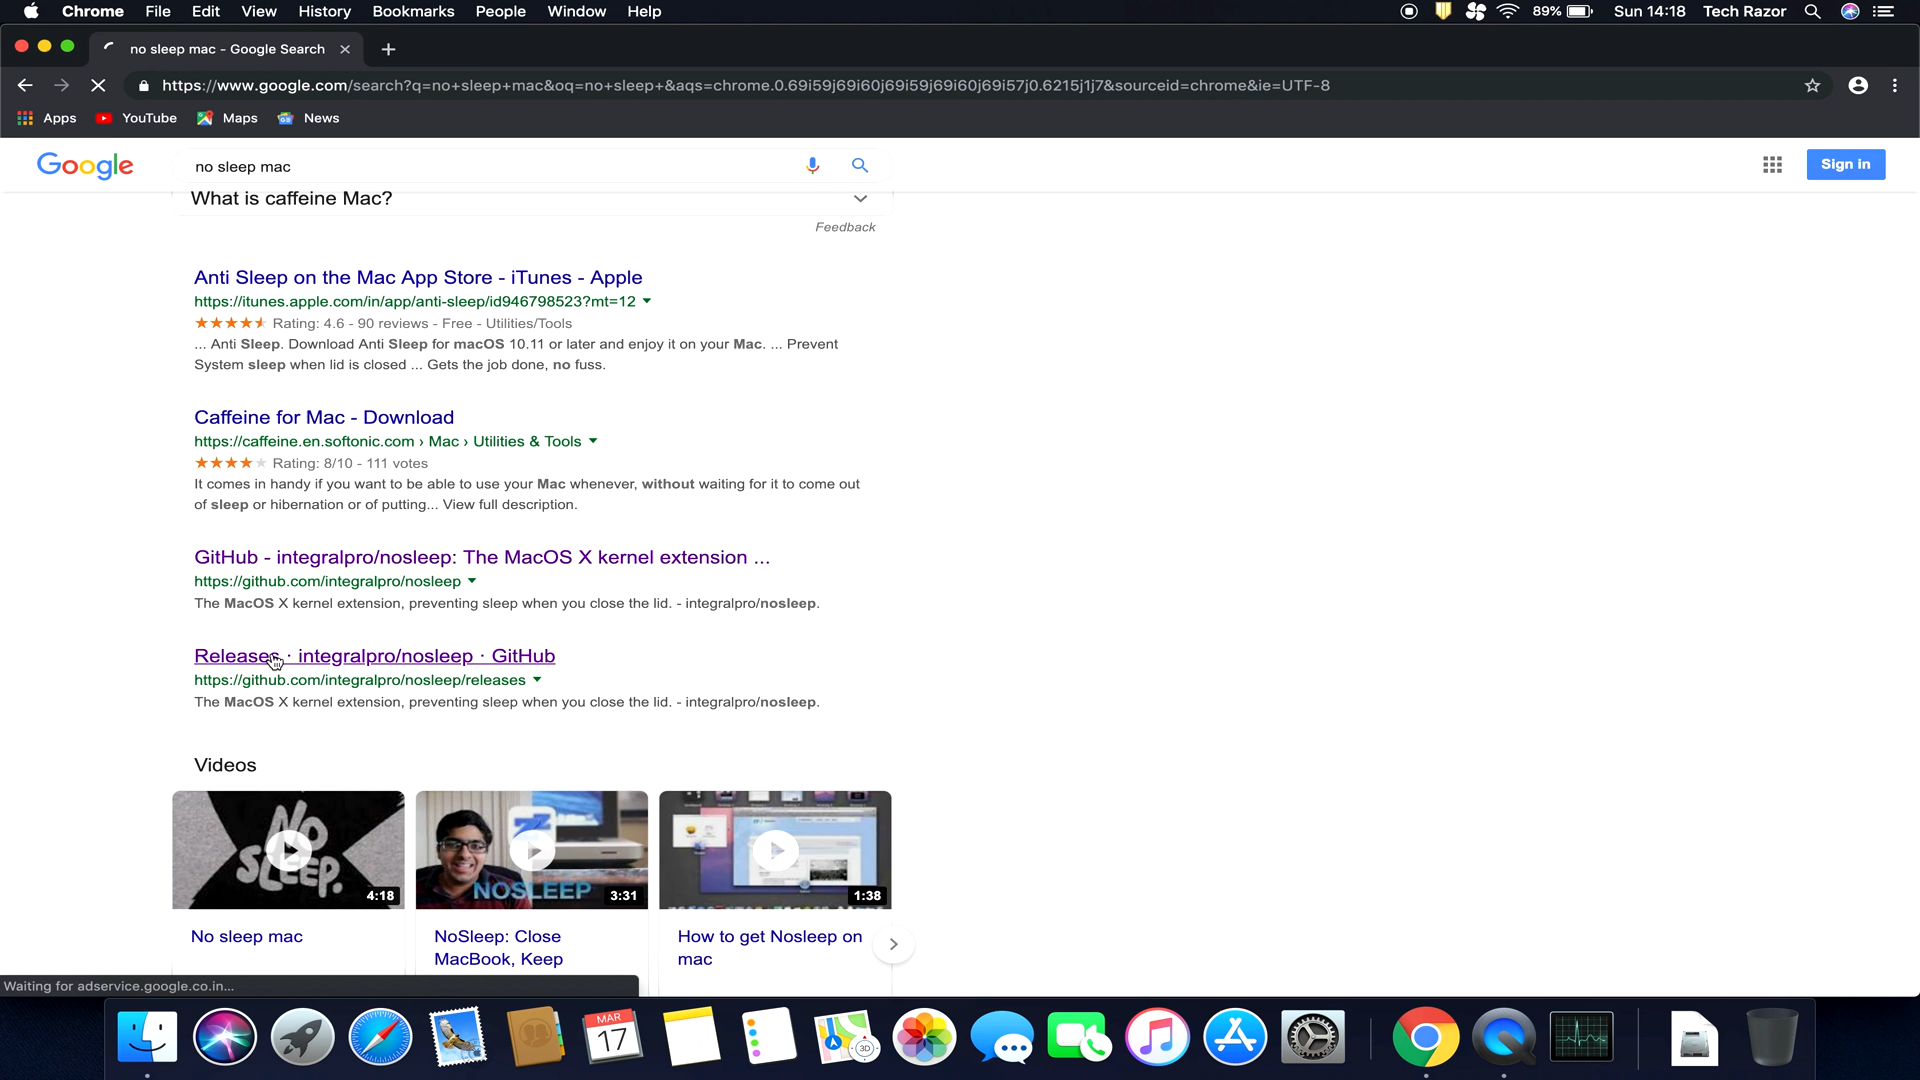 Chrome File Edit View History Bookmarks People Window Help 89% Sun 14:18 Tech Razor
no sleep mac - Google Search
https://www.google.com/search?q=no+sleep+mac&oq=no+sleep+&aqs=chrome.0.69i59j69i60j69i59j69i60j69i57j0.6215j1j7&sourceid=chrome&ie=UTF-8
Apps YouTube Maps News
Google no sleep mac Sign in
What is caffeine Mac?
Feedback
Anti Sleep on the Mac App Store - iTunes - Apple
https://itunes.apple.com/in/app/anti-sleep/id946798523?mt=12
Rating: 4.6 - 90 reviews - Free - Utilities/Tools
... Anti Sleep. Download Anti Sleep for macOS 10.11 or later and enjoy it on your Mac. ... Prevent
System sleep when lid is closed ... Gets the job done, no fuss.
Caffeine for Mac - Download
https://caffeine.en.softonic.com › Mac › Utilities & Tools
Rating: 8/10 - 111 votes
It comes in handy if you want to be able to use your Mac whenever, without waiting for it to come out
of sleep or hibernation or of putting... View full description.
GitHub - integralpro/nosleep: The MacOS X kernel extension ...
https://github.com/integralpro/nosleep
The MacOS X kernel extension, preventing sleep when you close the lid. - integralpro/nosleep.
Releases · integralpro/nosleep · GitHub
https://github.com/integralpro/nosleep/releases
The MacOS X kernel extension, preventing sleep when you close the lid. - integralpro/nosleep.
Videos
NO
SLEEP.
4:18
NOSLEEP
3:31
1:38
No sleep mac
NoSleep: Close
MacBook, Keep
How to get Nosleep on
mac
Waiting for adservice.google.co.in...
MAR
17
3D